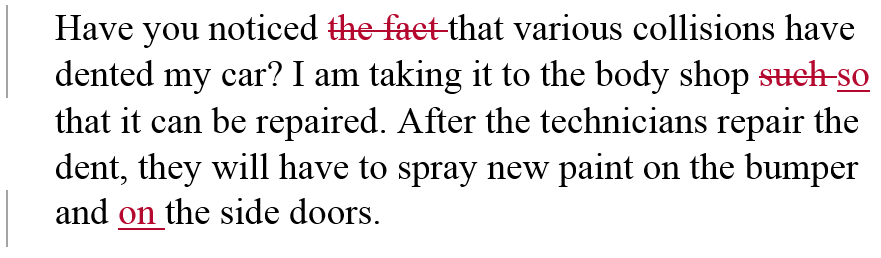 Have you noticed the fact that various collisions have
dented my car? I am taking it to the body shop such so
that it can be repaired. After the technicians repair the
dent, they will have to spray new paint on the bumper
and on the side doors.